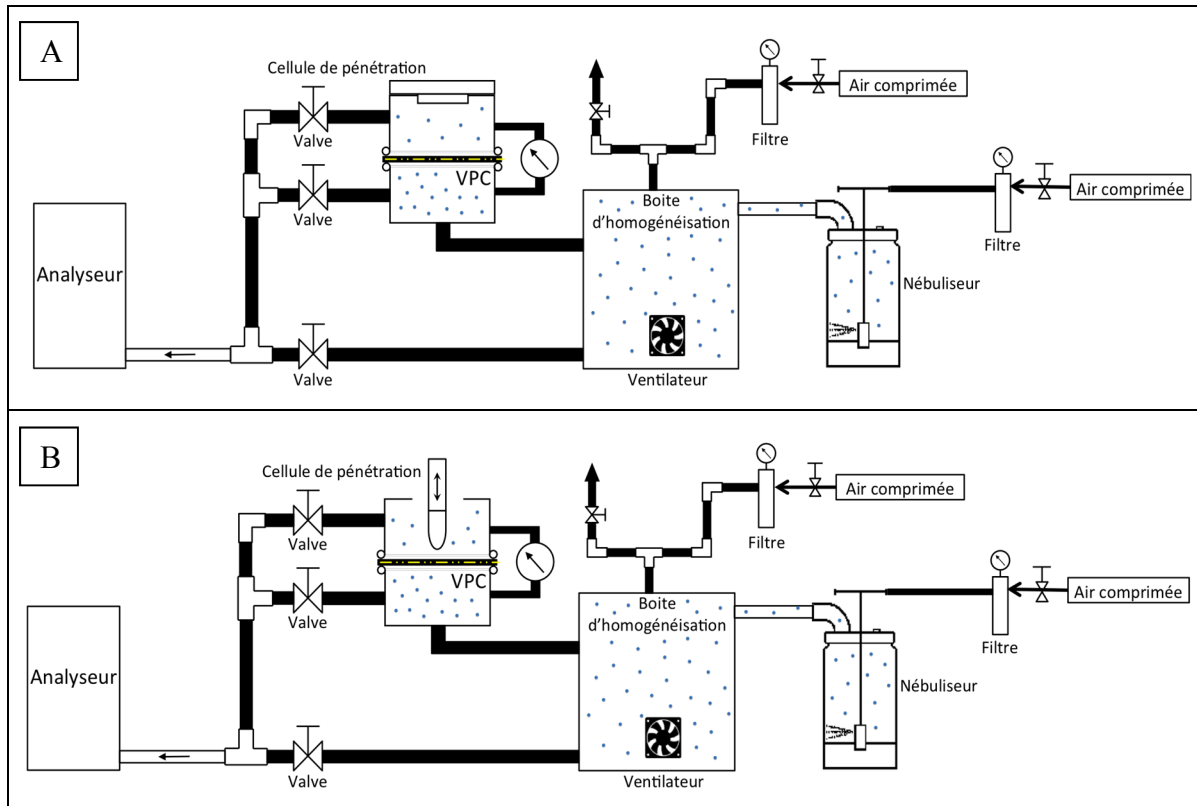 A
Cellule de pénétration
Valve
Valve
VPC
Analyseur
Valve
Boite
d'homogénéisation
Ventilateur
Filtre
Air comprimée
Filtre
Air comprimée
Nébuliseur
B
Cellule de pénétration
Valve
Valve
VPC
Analyseur
Valve
Boite
d'homogénéisation
Ventilateur
Filtre
Air comprimée
Filtre
Air comprimée
Nébuliseur